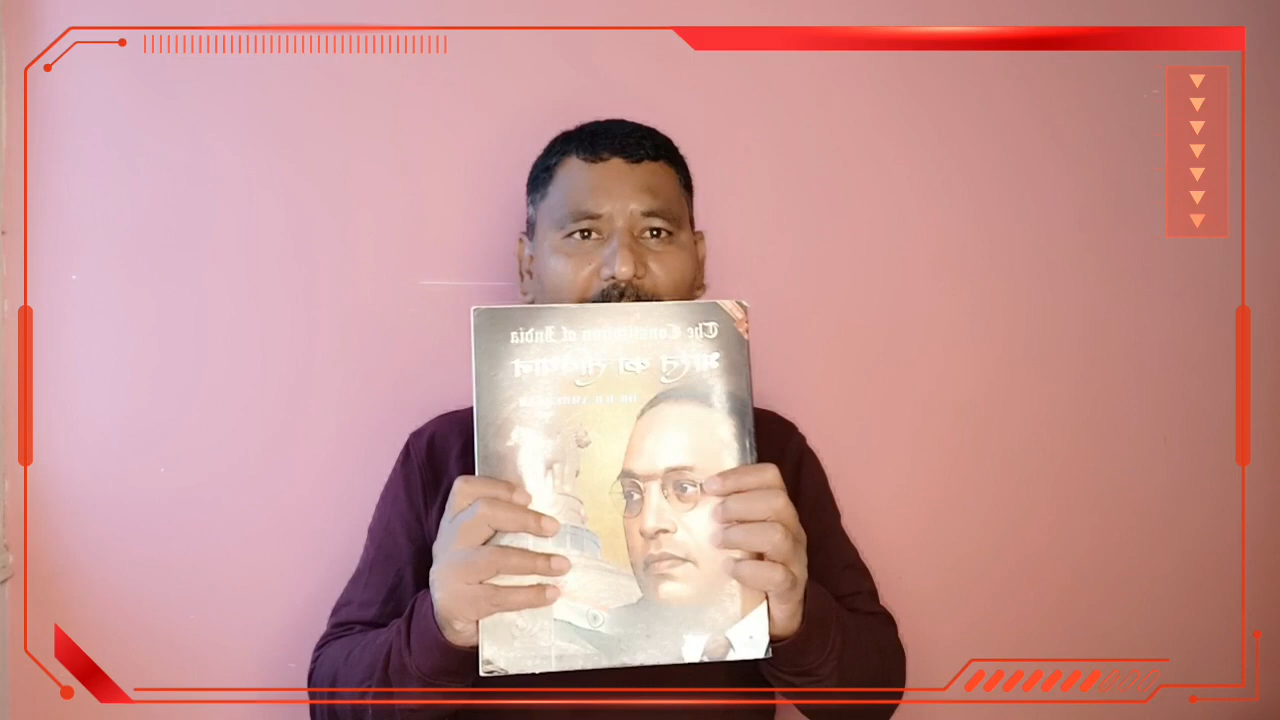 The Constitution of India
भारत का संविधान